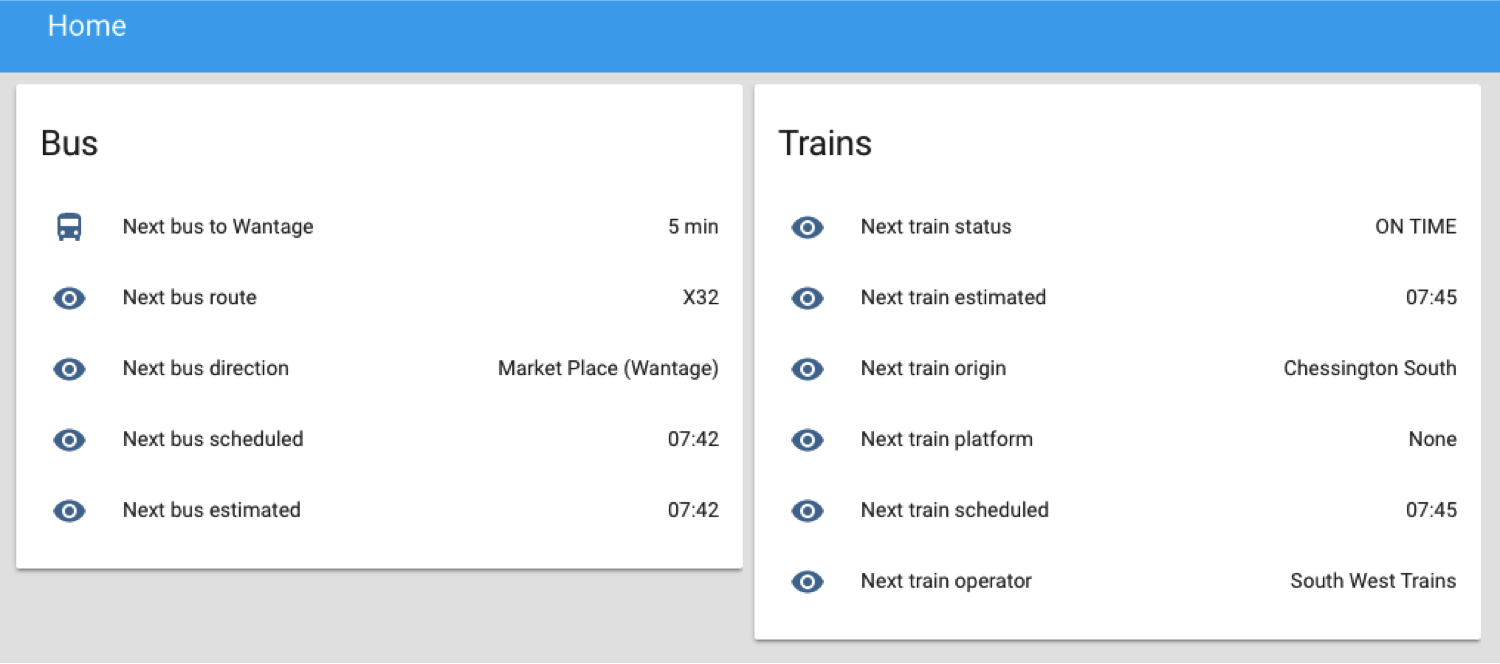 Home
Bus
Next bus to Wantage 5 min
Next bus route X32
Next bus direction Market Place (Wantage)
Next bus scheduled 07:42
Next bus estimated 07:42
Trains
Next train status ON TIME
Next train estimated 07:45
Next train origin Chessington South
Next train platform None
Next train scheduled 07:45
Next train operator South West Trains